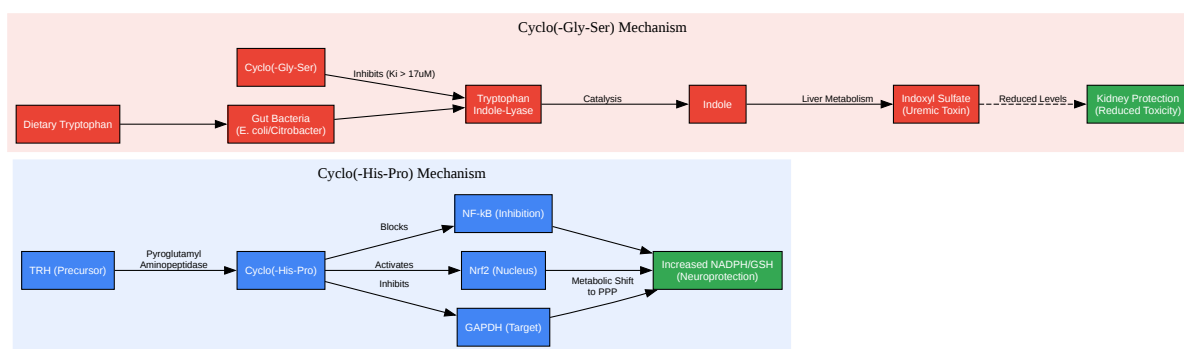 Cyclo(-Gly-Ser) Mechanism
Cyclo(-Gly-Ser)
Inhibits (Ki > 17uM)
Dietary Tryptophan
Gut Bacteria
(E. coli/Citrobacter)
Tryptophan
Indole-Lyase
Catalysis
Indole
Liver Metabolism
Indoxyl Sulfate
(Uremic Toxin)
Reduced Levels
Kidney Protection
(Reduced Toxicity)
Cyclo(-His-Pro) Mechanism
TRH (Precursor)
Pyroglutamyl
Aminopeptidase
Cyclo(-His-Pro)
Blocks
NF-kB (Inhibition)
Activates
Nrf2 (Nucleus)
Inhibits
GAPDH (Target)
Metabolic Shift
to PPP
Increased NADPH/GSH
(Neuroprotection)